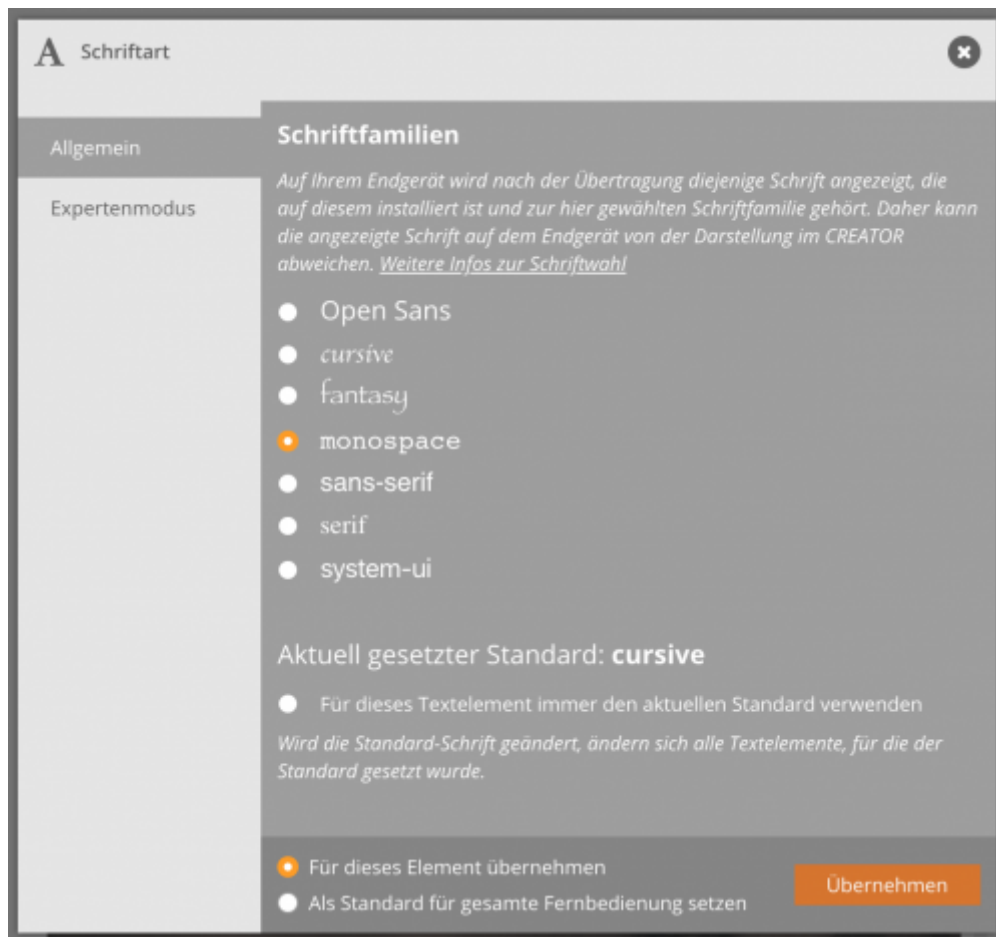 A Schriftart
Allgemein
Expertenmodus
Schriftfamilien
Auf Ihrem Endgerät wird nach der Übertragung diejenige Schrift angezeigt, die
auf diesem installiert ist und zur hier gewählten Schriftfamilie gehört. Daher kann
die angezeigte Schrift auf dem Endgerät von der Darstellung im CREATOR
abweichen. Weitere Infos zur Schriftwahl
Open Sans
cursive
fantasy
monospace
sans-serif
serif
system-ui
Aktuell gesetzter Standard: cursive
Für dieses Textelement immer den aktuellen Standard verwenden
Wird die Standard-Schrift geändert, ändern sich alle Textelemente, für die der
Standard gesetzt wurde.
Für dieses Element übernehmen
Als Standard für gesamte Fernbedienung setzen
Übernehmen